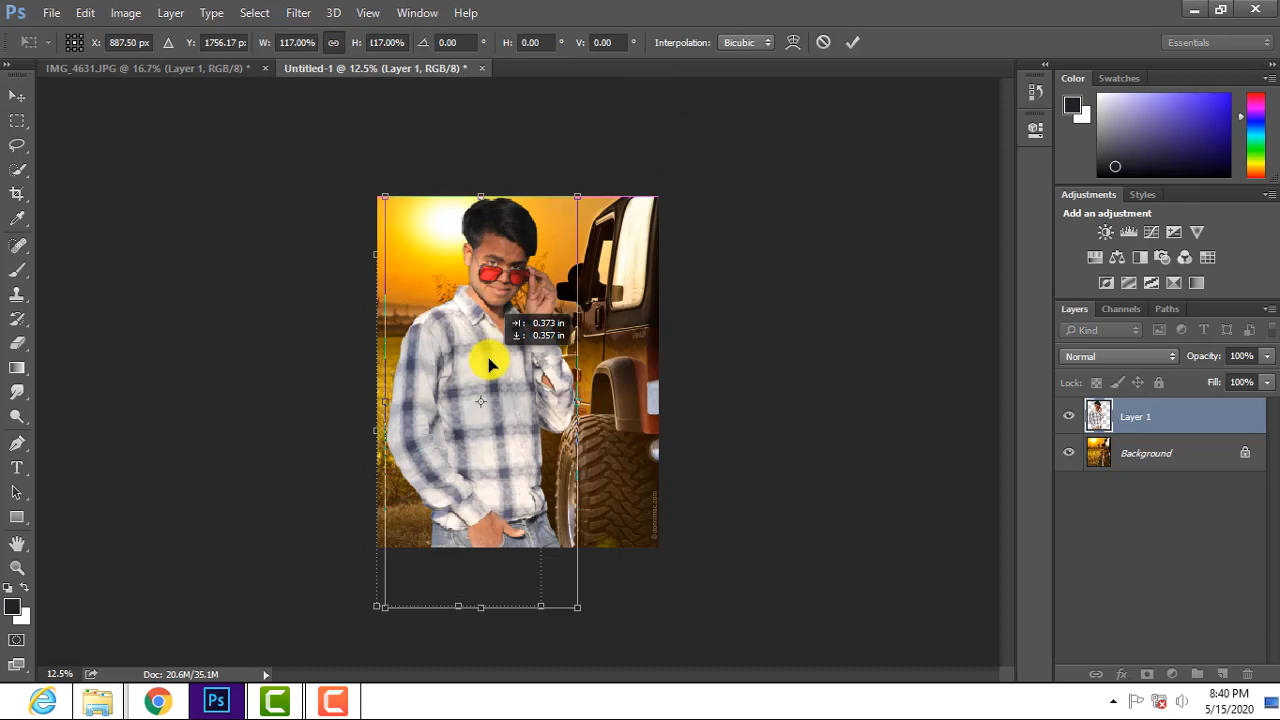 Ps File Edit Image Layer Type Select Filter 3D View Window Help
X: 887.50 px Y: 1756.17 p: W: 117.00% H: 117.00% 0.00 ° H: 0.00 ° V: 0.00 ° Interpolation: Bicubic Essentials
IMG_4631.JPG @ 16.7% (Layer 1, RGB/8) * × Untitled-1 @ 12.5% (Layer 1, RGB/8) * ×
Color Swatches
Adjustments Styles
Add an adjustment
Layers Channels Paths
Kind
Normal Opacity: 100%
Lock: Fill: 100%
Layer 1
Background
0.373 in
0.357 in
12.5% Doc: 20.6M/35.1M
Ps
8:40 PM
5/15/2020